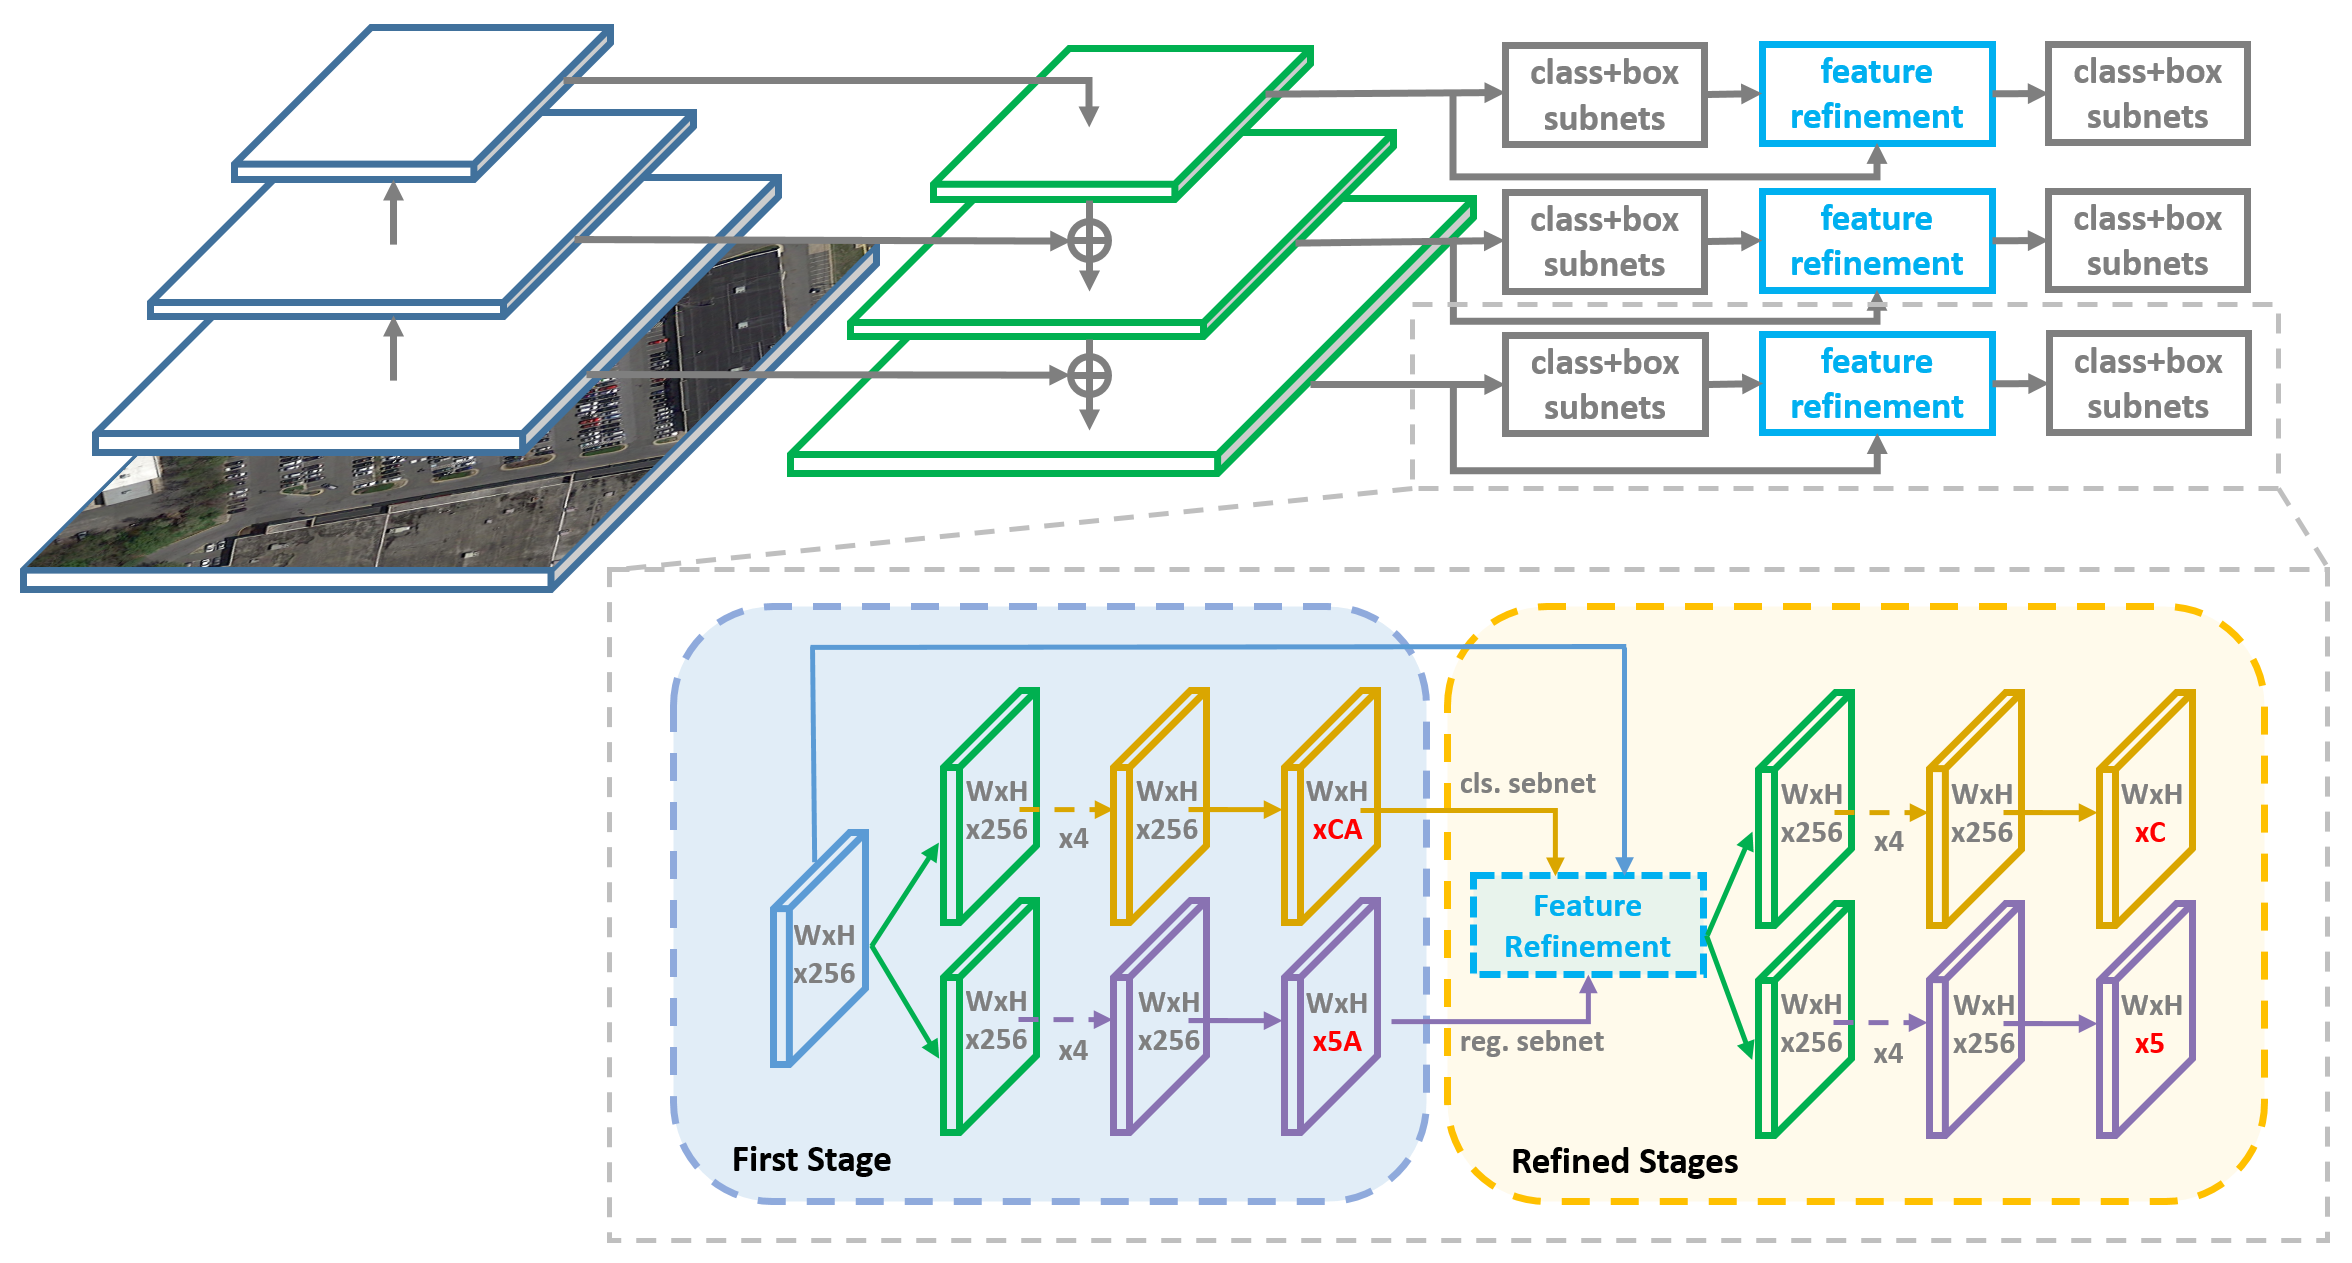 class+box
subnets
feature
refinement
class+box
subnets
class+box
subnets
feature
refinement
class+box
subnets
class+box
subnets
feature
refinement
class+box
subnets
WxH
x256
WxH
x256
x4
WxH
x256
WxH
xCA
WxH
x256
x4
WxH
x256
WxH
x5A
First Stage
cls. sebnet
Feature
Refinement
reg. sebnet
WxH
x256
x4
WxH
x256
WxH
xC
WxH
x256
x4
WxH
x256
WxH
x5
Refined Stages